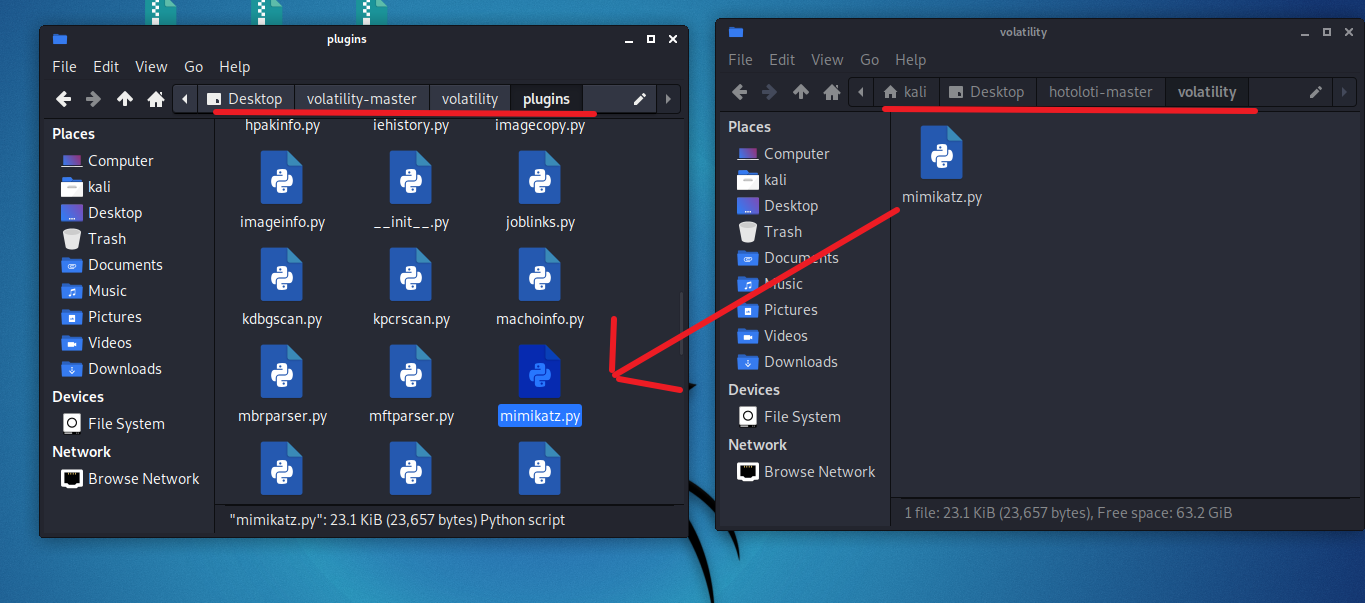 plugins
File Edit View Go Help
Desktop volatility-master volatility plugins
Places
Computer
kali
Desktop
Trash
Documents
Music
Pictures
Videos
Downloads
Devices
File System
Network
Browse Network
hpakinfo.py iehistory.py imagecopy.py
imageinfo.py __init__.py joblinks.py
kdbgscan.py kpcrscan.py machoinfo.py
mbrparser.py mftparser.py mimikatz.py
"mimikatz.py": 23.1 KiB (23,657 bytes) Python script
volatility
File Edit View Go Help
kali Desktop hotoloti-master volatility
Places
Computer
kali
Desktop
Trash
Documents
Music
Pictures
Videos
Downloads
Devices
File System
Network
Browse Network
mimikatz.py
1 file: 23.1 KiB (23,657 bytes), Free space: 63.2 GiB